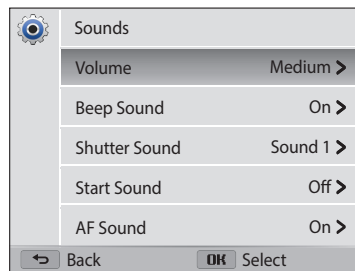 Sounds
Volume Medium >
Beep Sound On >
Shutter Sound Sound 1 >
Start Sound Off >
AF Sound On >
Back OK Select